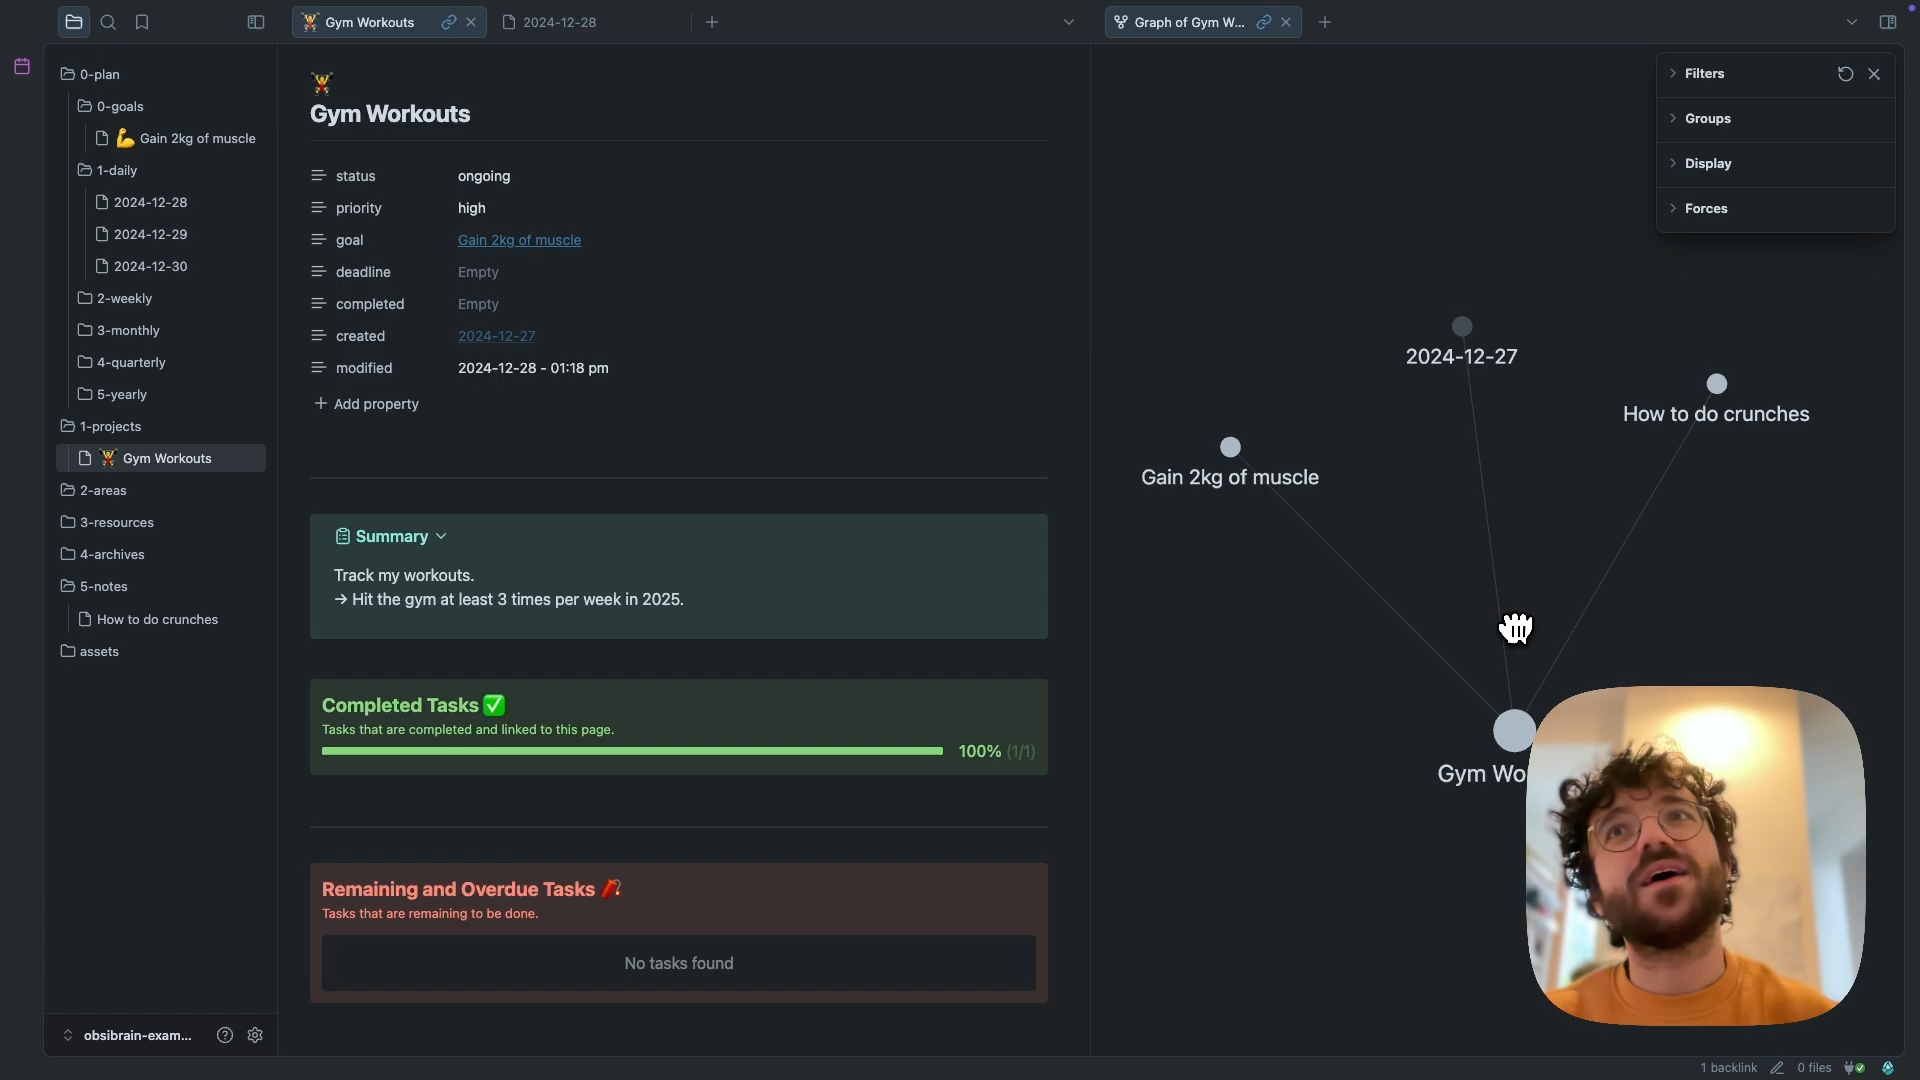 Gym Workouts
2024-12-28
Graph of Gym W...
0-plan
0-goals
Gain 2kg of muscle
1-daily
2024-12-28
2024-12-29
2024-12-30
2-weekly
3-monthly
4-quarterly
5-yearly
1-projects
Gym Workouts
2-areas
3-resources
4-archives
5-notes
How to do crunches
assets
obsibrain-exam...
Gym Workouts
status ongoing
priority high
goal Gain 2kg of muscle
deadline Empty
completed Empty
created 2024-12-27
modified 2024-12-28 - 01:18 pm
+ Add property
Summary
Track my workouts.
→ Hit the gym at least 3 times per week in 2025.
Completed Tasks ✅
Tasks that are completed and linked to this page.
100% (1/1)
Remaining and Overdue Tasks 🧨
Tasks that are remaining to be done.
No tasks found
Filters
Groups
Display
Forces
2024-12-27
How to do crunches
Gain 2kg of muscle
Gym Wo
1 backlink
0 files